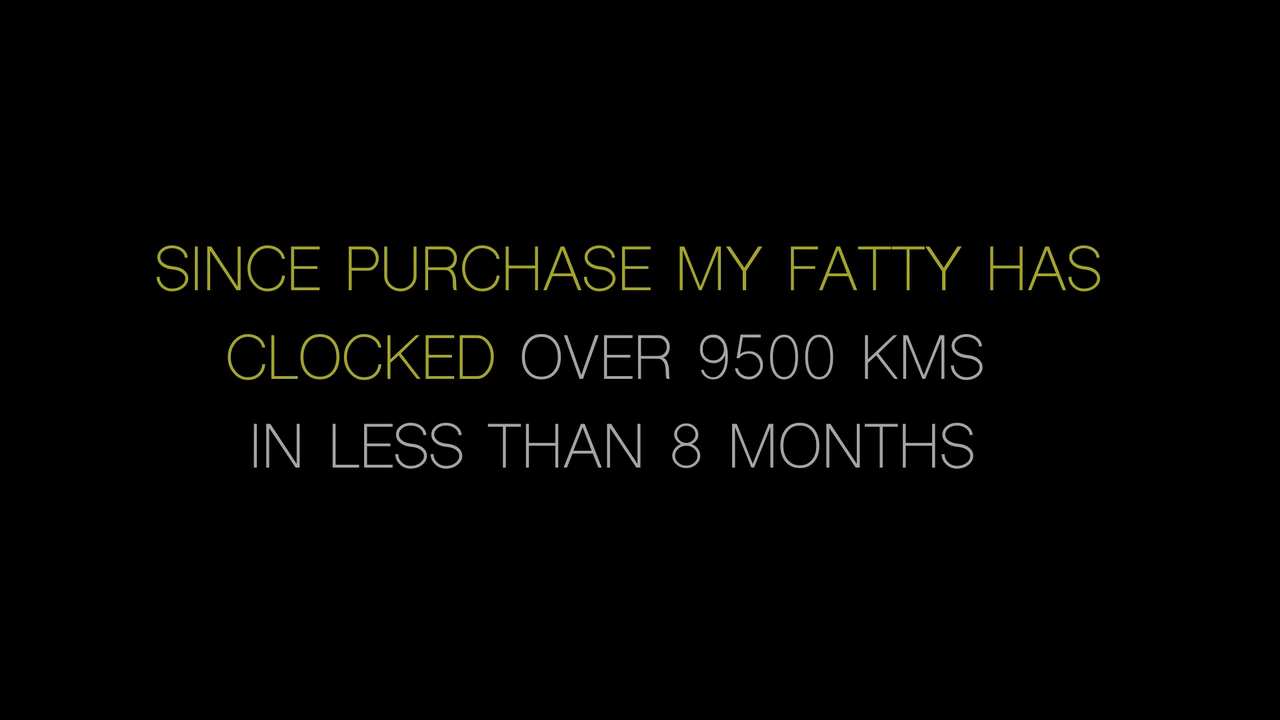 SINCE PURCHASE MY FATTY HAS
CLOCKED OVER 9500 KMS
IN LESS THAN 8 MONTHS